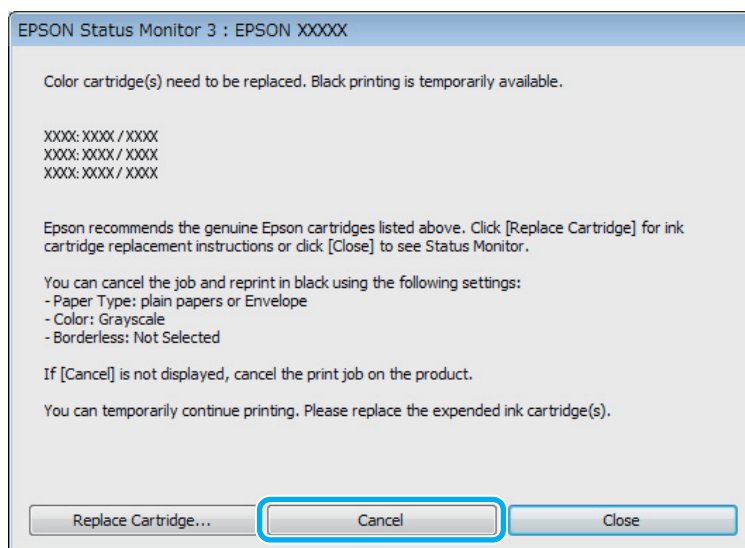 EPSON Status Monitor 3 : EPSON XXXXX
Color cartridge(s) need to be replaced. Black printing is temporarily available.
XXXX: XXXX / XXXX
XXXX: XXXX / XXXX
XXXX: XXXX / XXXX
Epson recommends the genuine Epson cartridges listed above. Click [Replace Cartridge] for ink
cartridge replacement instructions or click [Close] to see Status Monitor.
You can cancel the job and reprint in black using the following settings:
- Paper Type: plain papers or Envelope
- Color: Grayscale
- Borderless: Not Selected
If [Cancel] is not displayed, cancel the print job on the product.
You can temporarily continue printing. Please replace the expended ink cartridge(s).
Replace Cartridge... Cancel Close